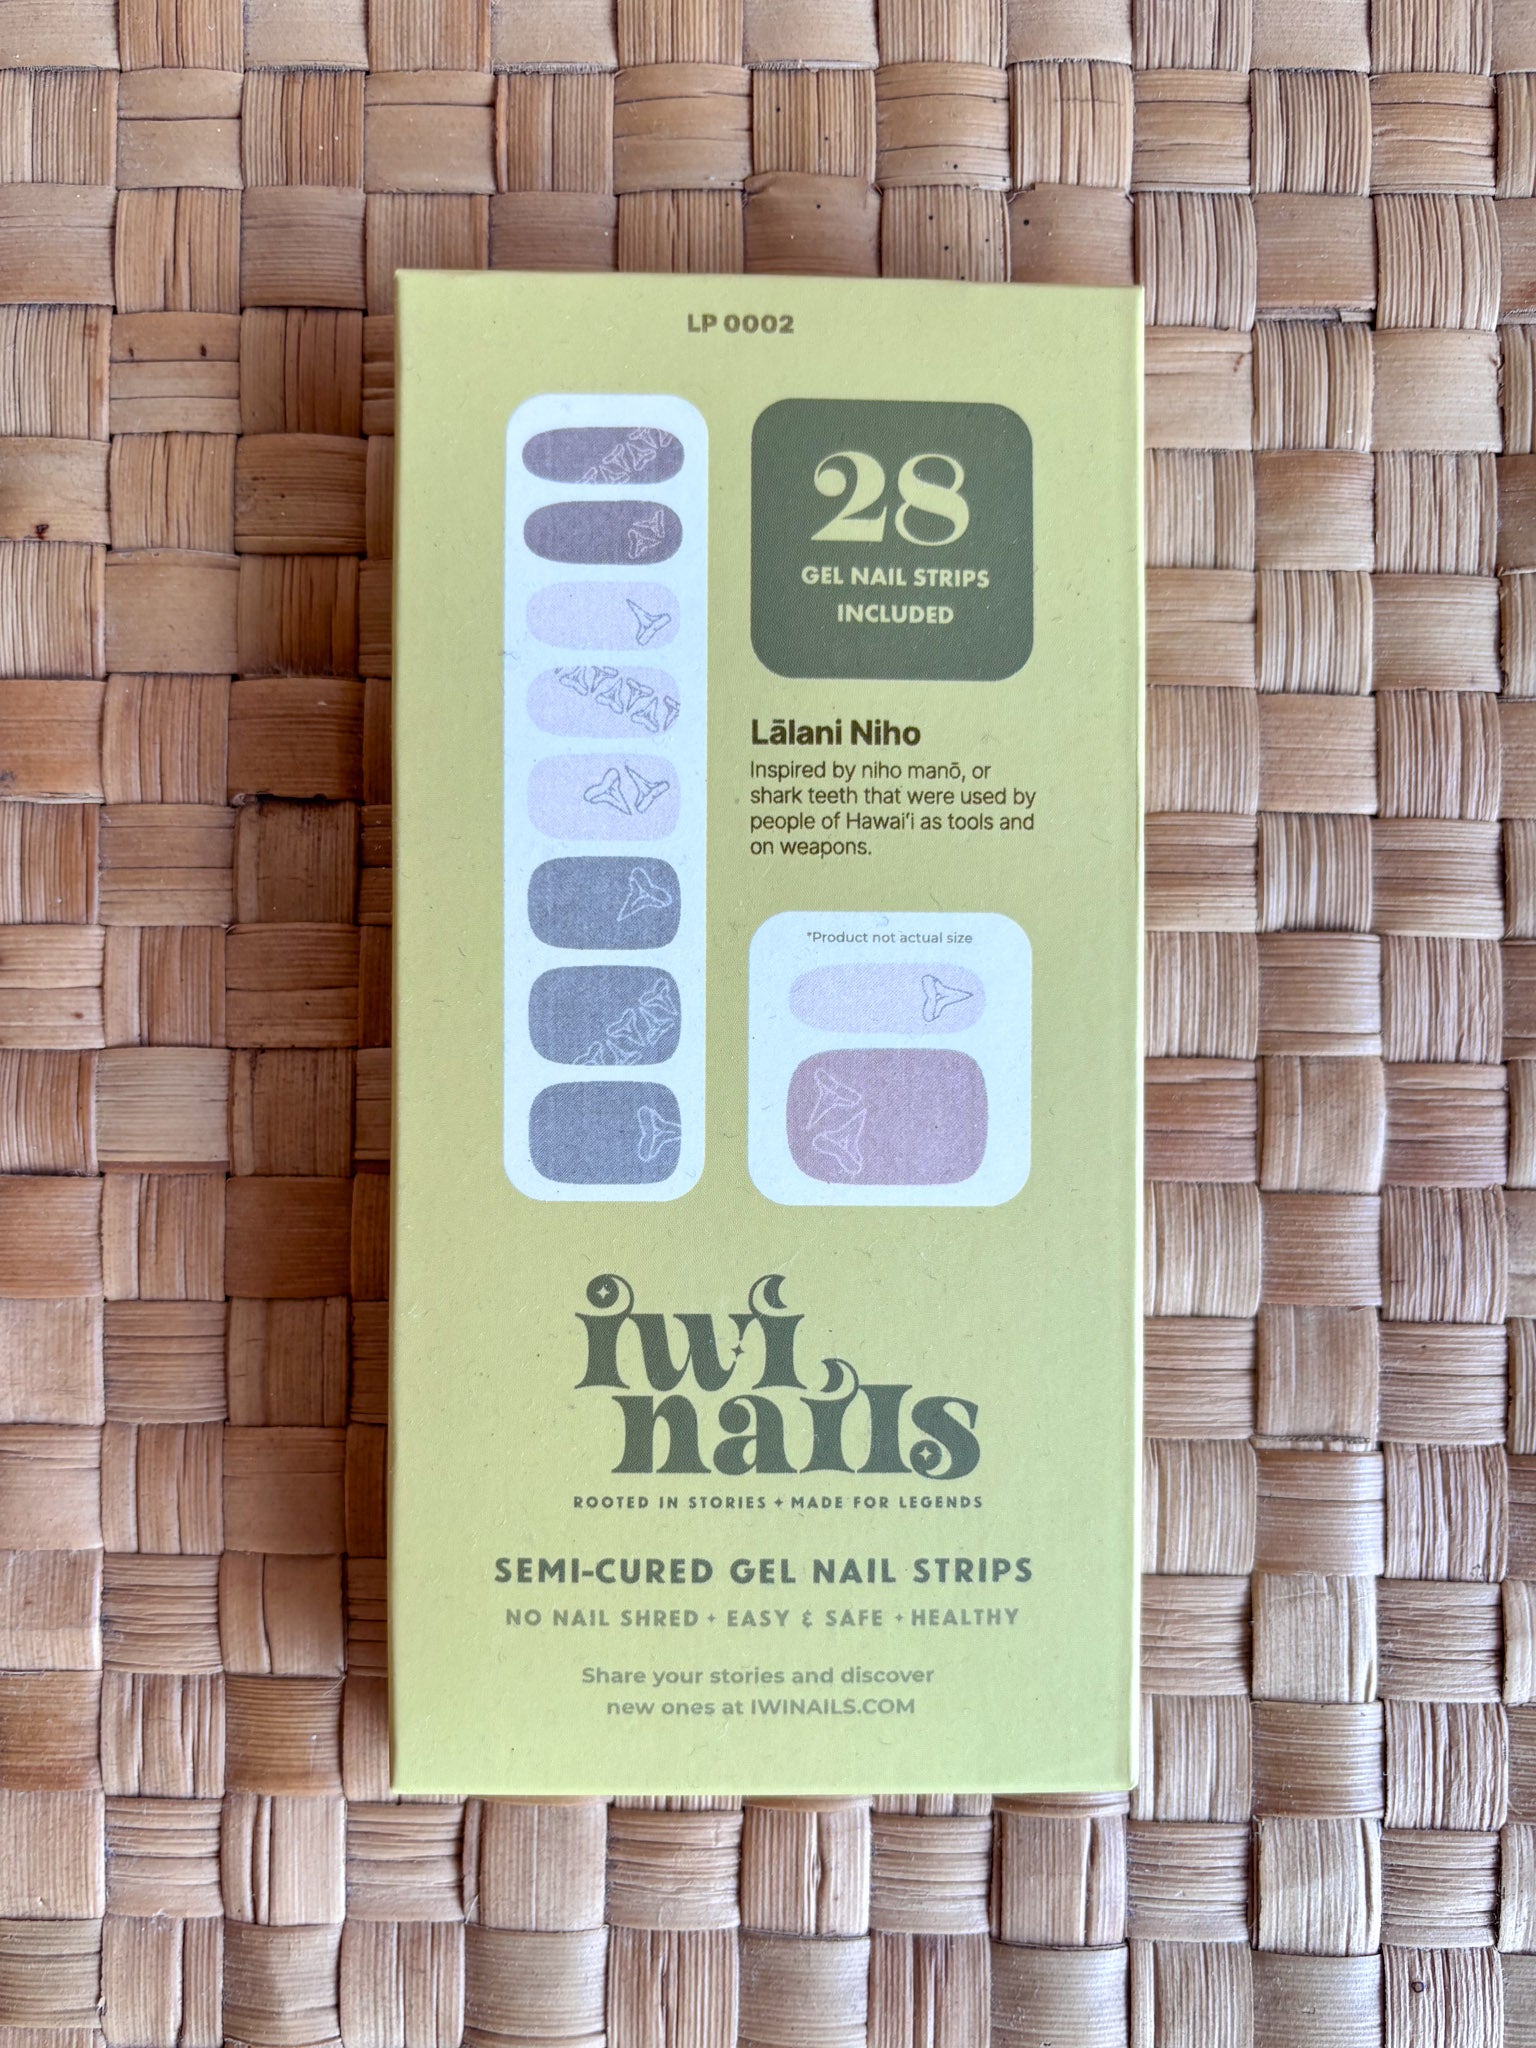 LP 0002
28
GEL NAIL STRIPS
INCLUDED
Lālani Niho
Inspired by niho manō, or
shark teeth that were used by
people of Hawaiʻi as tools and
on weapons.
*Product not actual size
iwi
nails
ROOTED IN STORIES + MADE FOR LEGENDS
SEMI-CURED GEL NAIL STRIPS
NO NAIL SHRED + EASY & SAFE + HEALTHY
Share your stories and discover
new ones at IWINAILS.COM